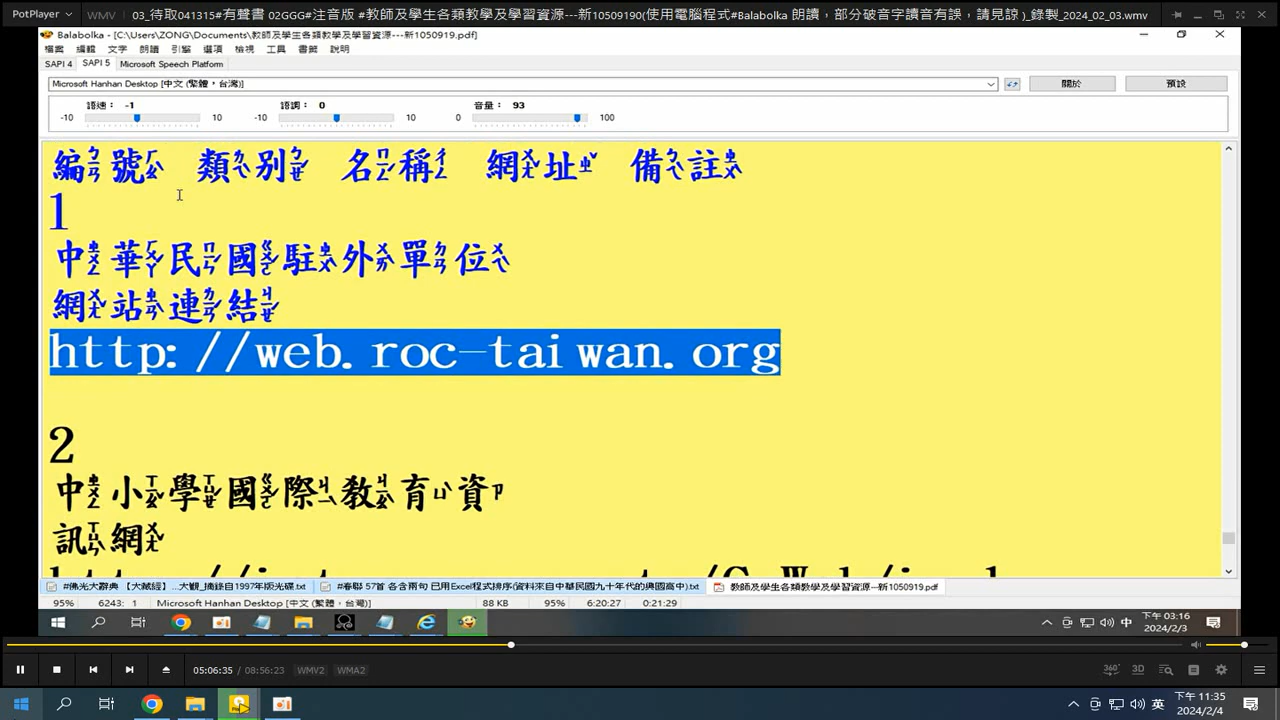 PotPlayer WMV 03_待取041315#有聲書 02GGG#注音版 #教師及學生各類教學及學習資源---新10509190(使用電腦程式#Balabolka 朗讀，部分破音字讀音有誤，請見諒 )_錄製_2024_02_03.wmv
Balabolka - [C:\Users\ZONG\Documents\教師及學生各類教學及學習資源---新1050919.pdf]
檔案 編輯 文字 朗讀 引擎 選項 檢視 工具 書籤 說明
SAPI 4 SAPI 5 Microsoft Speech Platform
Microsoft Hanhan Desktop [中文 (繁體，台灣)] 關於 預設
語速： -1 語調： 0 音量： 93
-10 10 -10 10 0 100
編號 類別 名稱 網址 備註
1
中華民國駐外單位
網站連結
http://web.roc-taiwan.org
2
中小學國際教育資
訊網
#佛光大辭典 【大藏經】...大觀_摘錄自1997年版光碟.txt #春聯 57首 各含兩句 已用Excel程式排序(資料來自中華民國九十年代的興國高中).txt 教師及學生各類教學及學習資源---新1050919.pdf
95% 6243: 1 Microsoft Hanhan Desktop [中文 (繁體，台灣)] 88 KB 95% 6:20:27 0:21:29
中 下午 03:16
2024/2/3
05:06:35 / 08:56:23 WMV2 WMA2 360° 3D
英 下午 11:35
2024/2/4